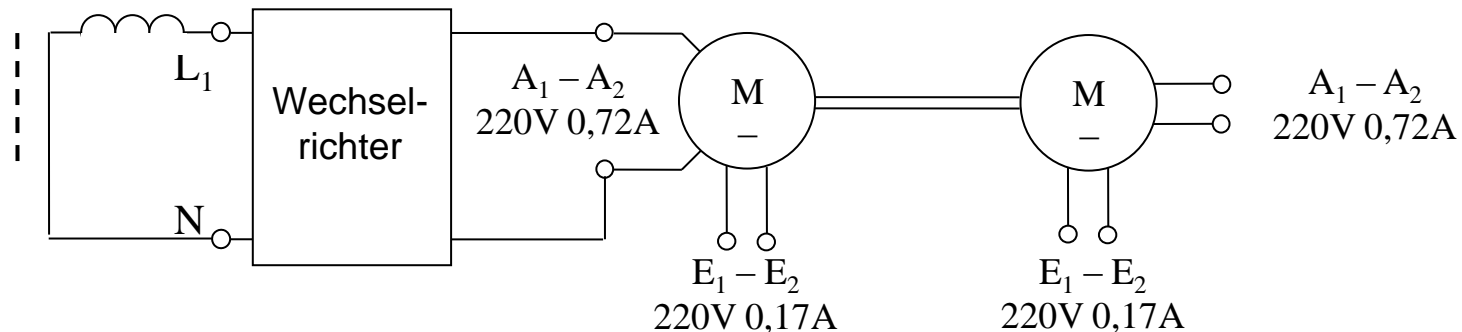 L₁
N
Wechsel-
richter
A₁ – A₂
220V 0,72A
M
–
E₁ – E₂
220V 0,17A
M
–
E₁ – E₂
220V 0,17A
A₁ – A₂
220V 0,72A